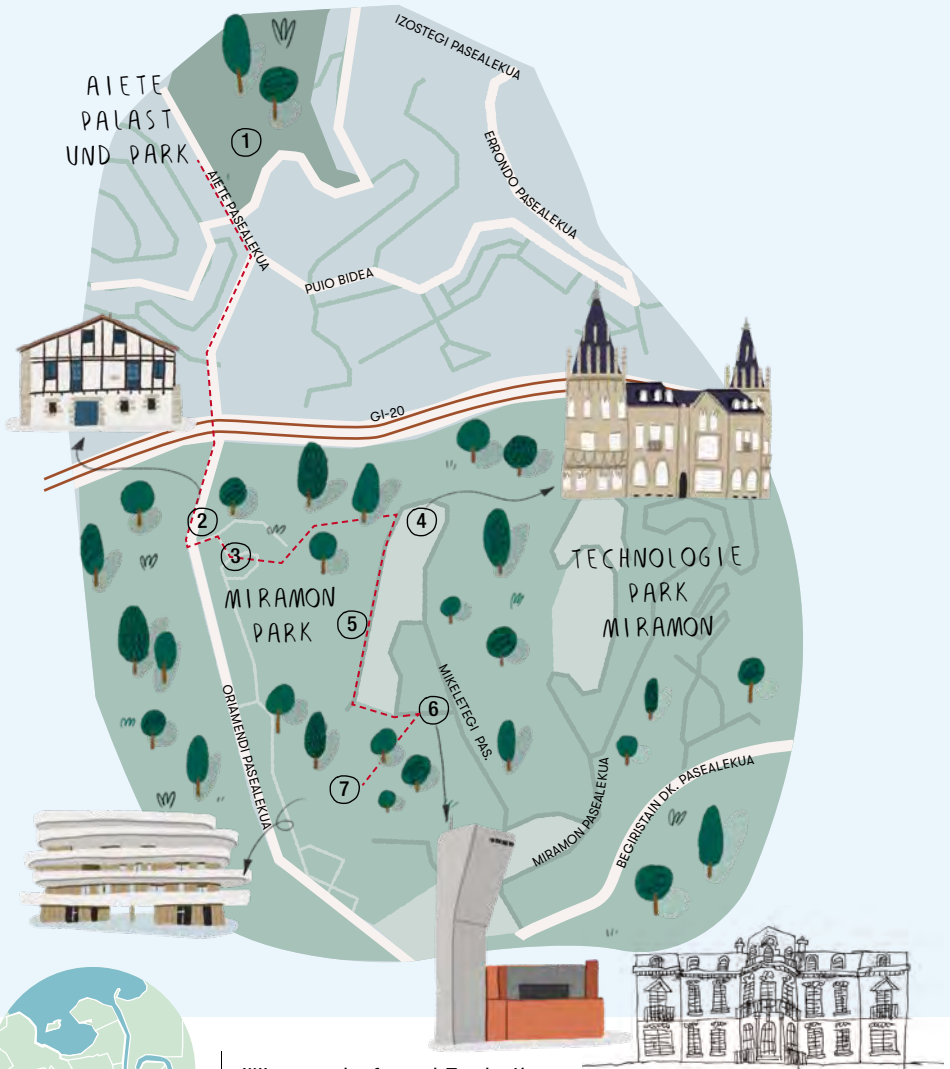 IZOSTEGI PASEALEKUA
AIETE
PALAST
UND PARK
1
ERRONDO PASEALEKUA
AIETE PASEALEKUA
PUIO BIDEA
GI-20
2
4
3
TECHNOLOGIE
PARK
MIRAMON
MIRAMON
PARK
5
MIKELETEGI PAS.
6
ORIAMENDI PASEALEKUA
7
MIRAMON PASEALEKUA
BEGIRISTAIN DK. PASEALEKUA